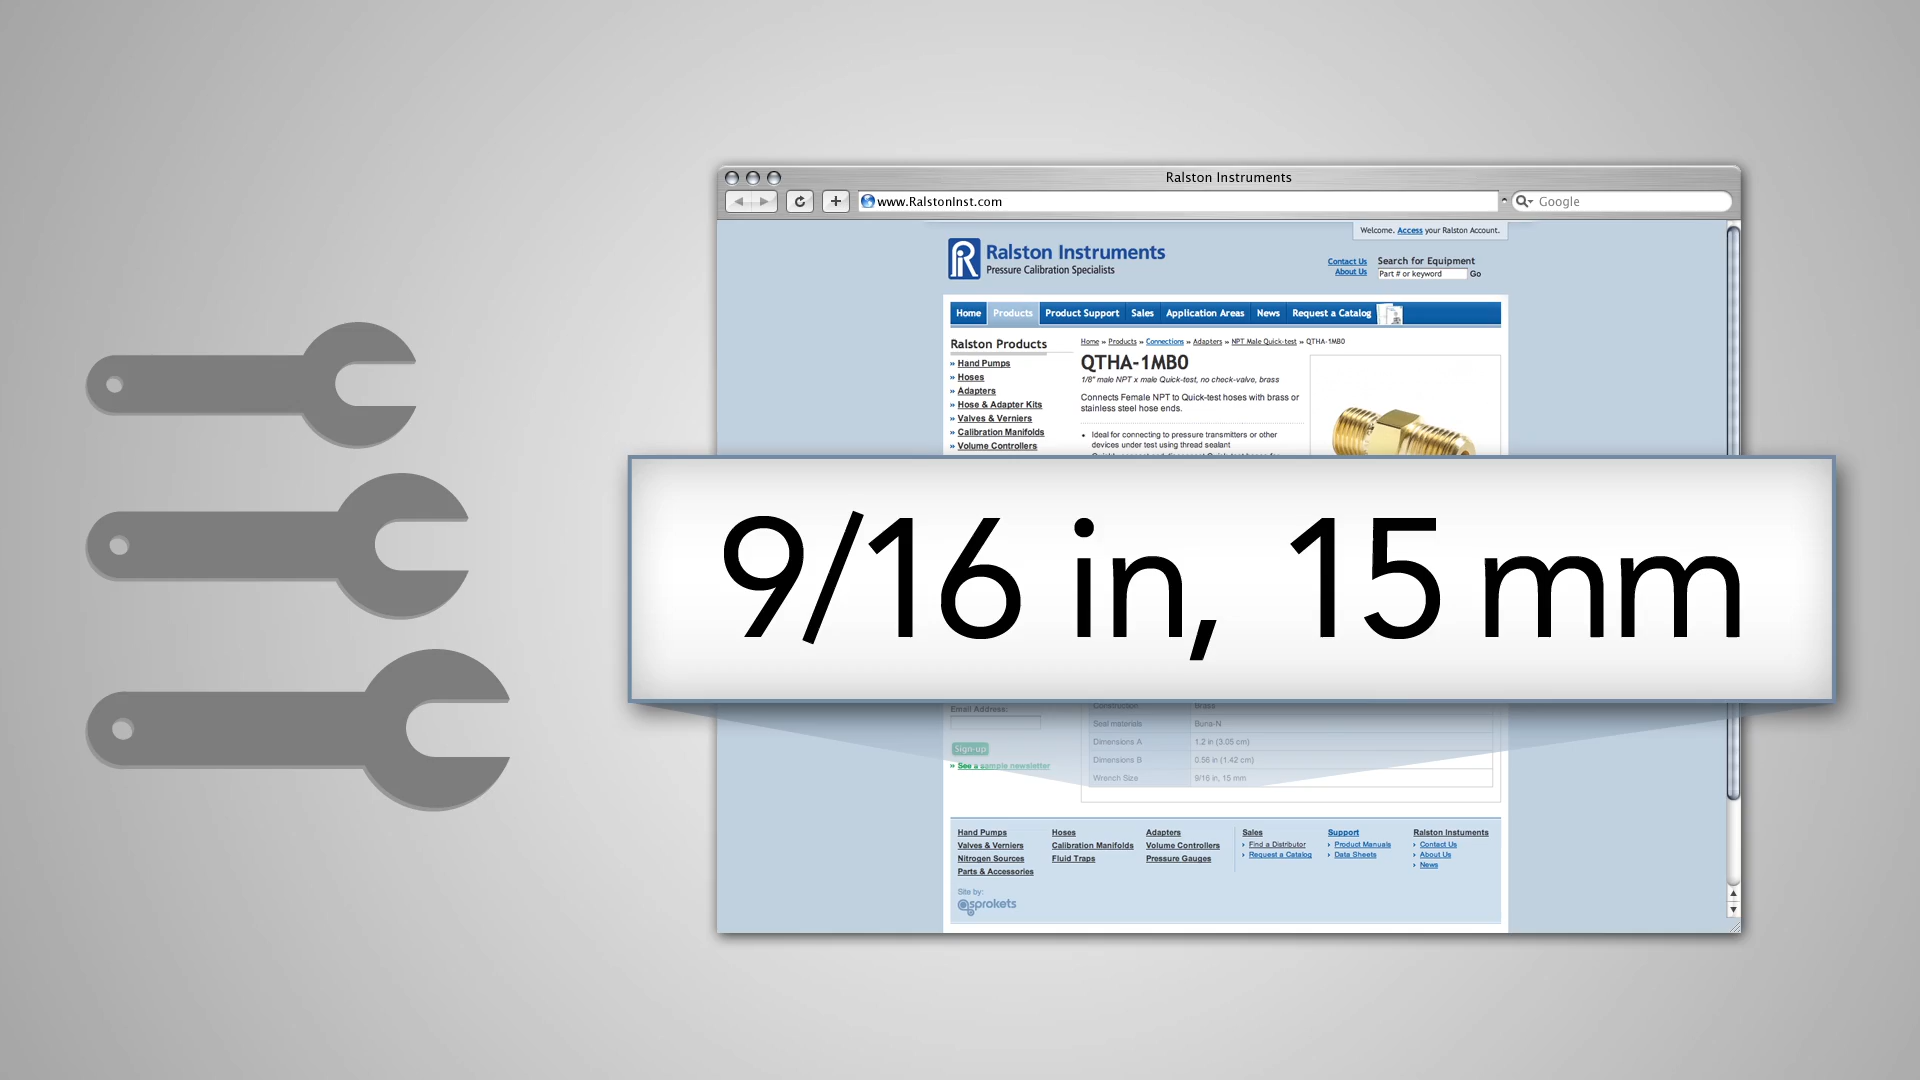 Ralston Instruments
www.RalstonInst.com
Google
Welcome. Access your Ralston Account.
Ralston Instruments
Pressure Calibration Specialists
Contact Us
About Us
Search for Equipment
Part # or keyword Go
Home Products Product Support Sales Application Areas News Request a Catalog
Ralston Products
» Hand Pumps
» Hoses
» Adapters
» Hose & Adapter Kits
» Valves & Verniers
» Calibration Manifolds
» Volume Controllers
Home » Products » Connections » Adapters » NPT Male Quick-test » QTHA-1MB0
QTHA-1MB0
1/8" male NPT x male Quick-test, no check-valve, brass
Connects Female NPT to Quick-test hoses with brass or
stainless steel hose ends.
• Ideal for connecting to pressure transmitters or other
devices under test using thread sealant
9/16 in, 15 mm
Email Address:
Sign-up
» See a sample newsletter
Construction Brass
Seal materials Buna-N
Dimensions A 1.2 in (3.05 cm)
Dimensions B 0.56 in (1.42 cm)
Wrench Size 9/16 in, 15 mm
Hand Pumps
Valves & Verniers
Nitrogen Sources
Parts & Accessories
Hoses
Calibration Manifolds
Fluid Traps
Adapters
Volume Controllers
Pressure Gauges
Sales
Find a Distributor
Request a Catalog
Support
Product Manuals
Data Sheets
Ralston Instuments
Contact Us
About Us
News
Site by:
sprokets